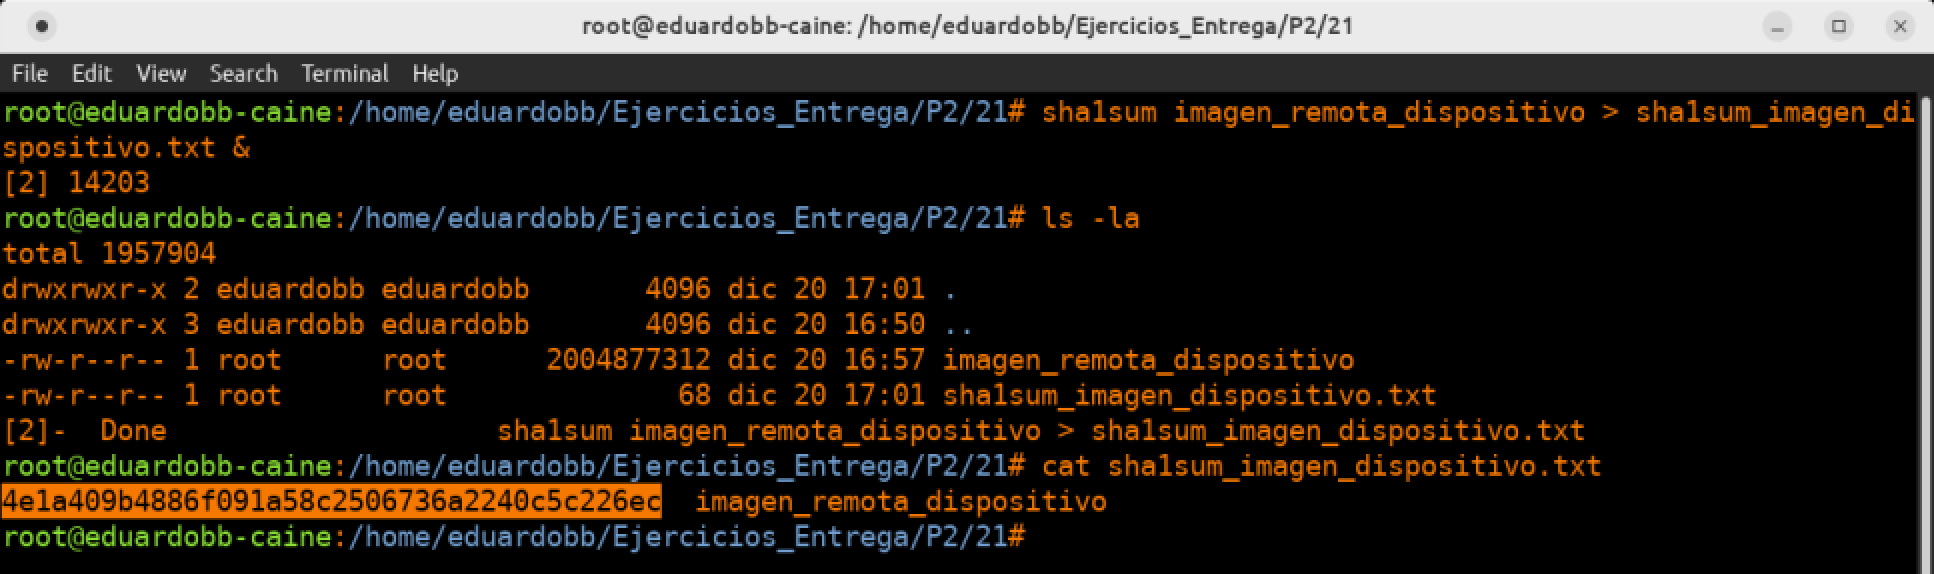 root@eduardobb-caine: /home/eduardobb/Ejercicios_Entrega/P2/21
File Edit View Search Terminal Help
root@eduardobb-caine:/home/eduardobb/Ejercicios_Entrega/P2/21# sha1sum imagen_remota_dispositivo > sha1sum_imagen_di
spositivo.txt &
[2] 14203
root@eduardobb-caine:/home/eduardobb/Ejercicios_Entrega/P2/21# ls -la
total 1957904
drwxrwxr-x 2 eduardobb eduardobb       4096 dic 20 17:01 .
drwxrwxr-x 3 eduardobb eduardobb       4096 dic 20 16:50 ..
-rw-r--r-- 1 root      root      2004877312 dic 20 16:57 imagen_remota_dispositivo
-rw-r--r-- 1 root      root              68 dic 20 17:01 sha1sum_imagen_dispositivo.txt
[2]-  Done                    sha1sum imagen_remota_dispositivo > sha1sum_imagen_dispositivo.txt
root@eduardobb-caine:/home/eduardobb/Ejercicios_Entrega/P2/21# cat sha1sum_imagen_dispositivo.txt
4e1a409b4886f091a58c2506736a2240c5c226ec  imagen_remota_dispositivo
root@eduardobb-caine:/home/eduardobb/Ejercicios_Entrega/P2/21#